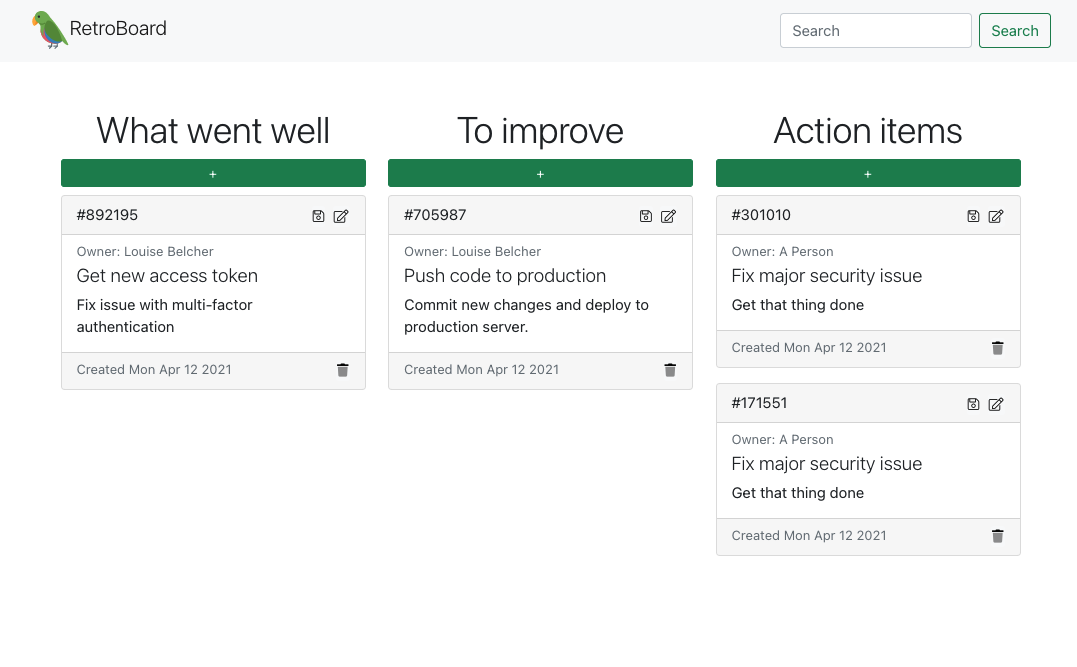 RetroBoard
Search
Search
What went well
+
#892195
Owner: Louise Belcher
Get new access token
Fix issue with multi-factor
authentication
Created Mon Apr 12 2021
To improve
+
#705987
Owner: Louise Belcher
Push code to production
Commit new changes and deploy to
production server.
Created Mon Apr 12 2021
Action items
+
#301010
Owner: A Person
Fix major security issue
Get that thing done
Created Mon Apr 12 2021
#171551
Owner: A Person
Fix major security issue
Get that thing done
Created Mon Apr 12 2021